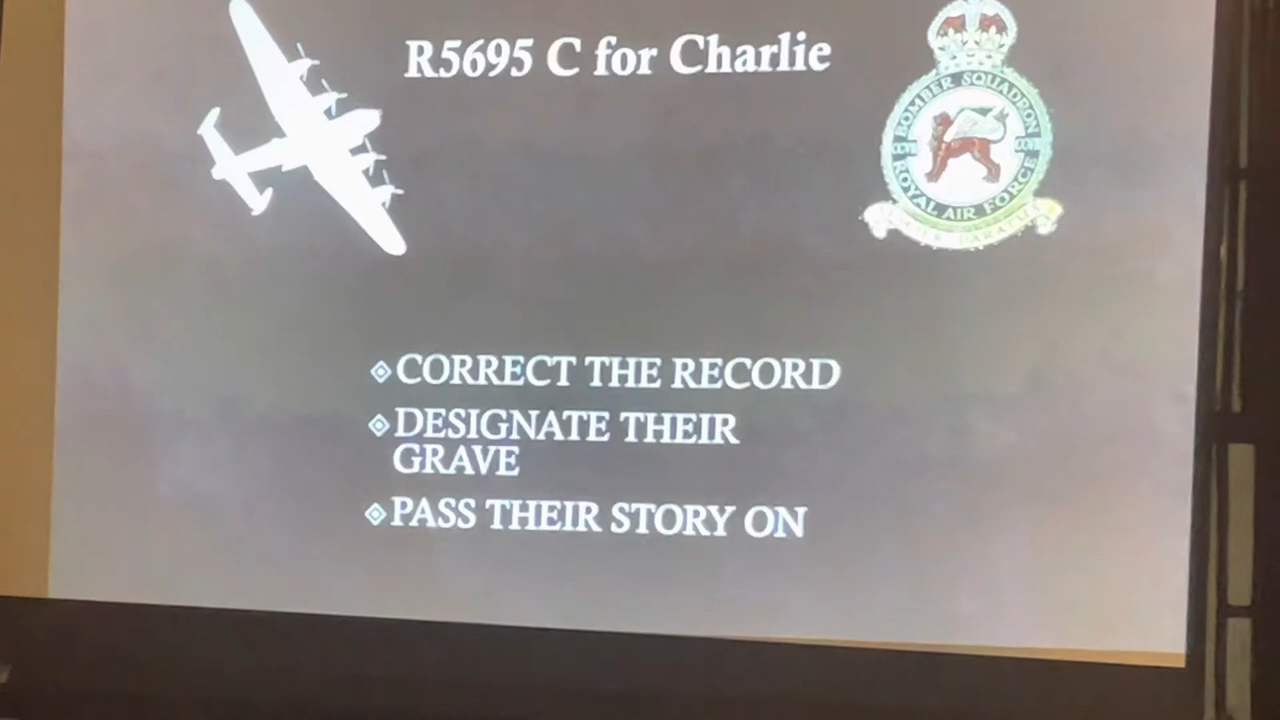 R5695 C for Charlie
BOMBER SQUADRON
ROYAL AIR FORCE
CORRECT THE RECORD
DESIGNATE THEIR
GRAVE
PASS THEIR STORY ON